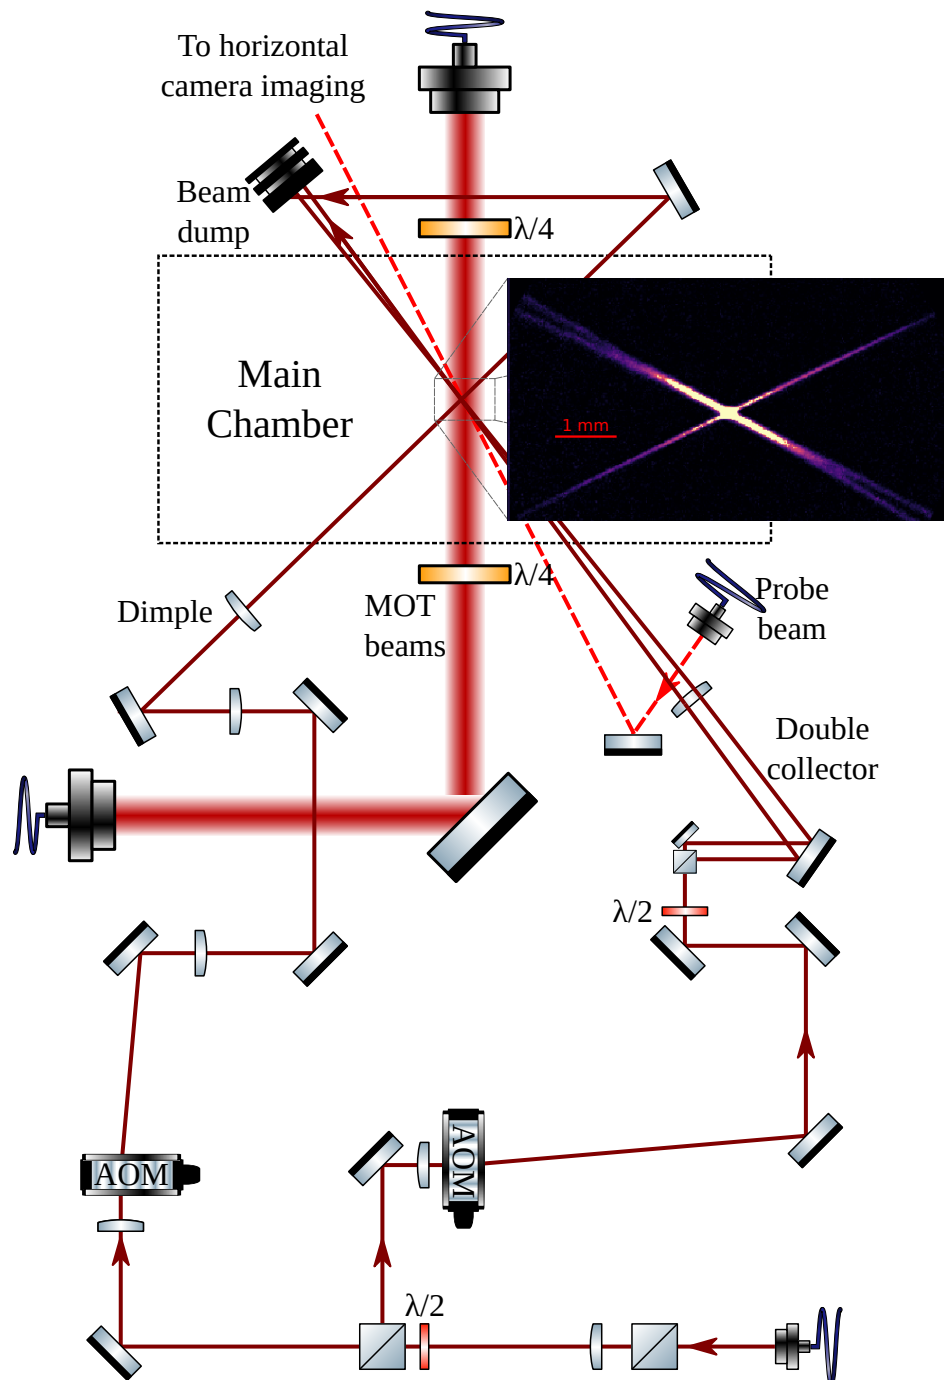 To horizontal
camera imaging
Beam
dump
λ/4
Main
Chamber
1 mm
λ/4
Dimple
MOT
beams
Probe
beam
Double
collector
λ/2
AOM
AOM
λ/2